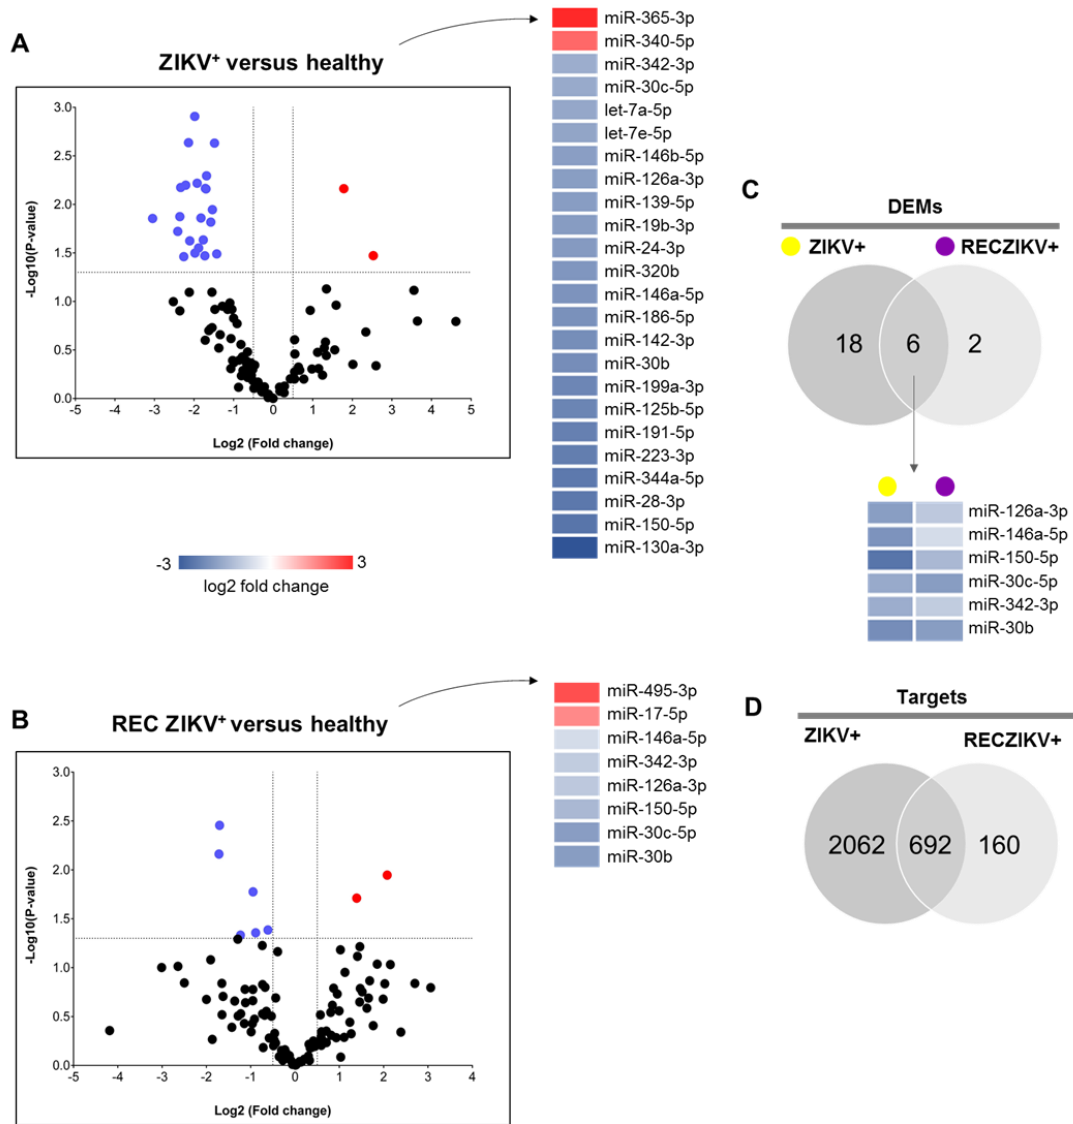 A
ZIKV+ versus healthy
3.0
2.5
2.0
1.5
1.0
0.5
0.0
-Log10(P-value)
-5 -4 -3 -2 -1 0 1 2 3 4 5
Log2 (Fold change)
miR-365-3p
miR-340-5p
miR-342-3p
miR-30c-5p
let-7a-5p
let-7e-5p
miR-146b-5p
miR-126a-3p
miR-139-5p
miR-19b-3p
miR-24-3p
miR-320b
miR-146a-5p
miR-186-5p
miR-142-3p
miR-30b
miR-199a-3p
miR-125b-5p
miR-191-5p
miR-223-3p
miR-344a-5p
miR-28-3p
miR-150-5p
miR-130a-3p
-3 3
log2 fold change
B
REC ZIKV+ versus healthy
3.0
2.5
2.0
1.5
1.0
0.5
0.0
-Log10(P-value)
-5 -4 -3 -2 -1 0 1 2 3 4
Log2 (Fold change)
miR-495-3p
miR-17-5p
miR-146a-5p
miR-342-3p
miR-126a-3p
miR-150-5p
miR-30c-5p
miR-30b
C
DEMs
ZIKV+ RECZIKV+
18 6 2
miR-126a-3p
miR-146a-5p
miR-150-5p
miR-30c-5p
miR-342-3p
miR-30b
D
Targets
ZIKV+ RECZIKV+
2062 692 160